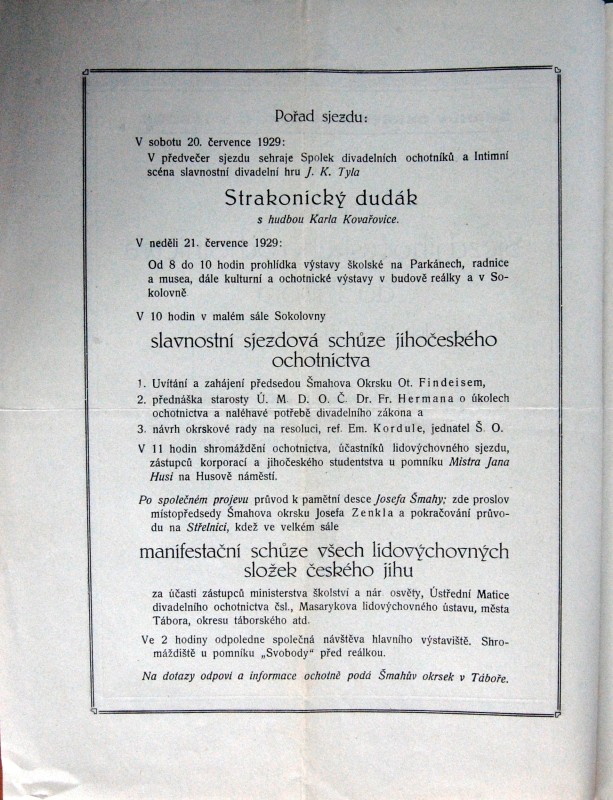 Pořad sjezdu:
V sobotu 20. července 1929:
V předvečer sjezdu sehraje Spolek divadelních ochotníků a Intimní
scéna slavnostní divadelní hru J. K. Tyla
Strakonický dudák
s hudbou Karla Kovařovice.
V neděli 21. července 1929:
Od 8 do 10 hodin prohlídka výstavy školské na Parkánech, radnice
a musea, dále kulturní a ochotnické výstavy v budově reálky a v So-
kolovně
V 10 hodin v malém sále Sokolovny
slavnostní sjezdová schůze jihočeského
ochotnictva
1. Uvítání a zahájení předsedou Šmahova Okrsku Ot. Findeisem,
2. přednáška starosty Ú. M. D. O. Č. Dr. Fr. Hermana o úkolech
ochotnictva a naléhavé potřebě divadelního zákona a
3. návrh okrskové rady na resoluci, ref. Em. Kordule, jednatel Š. O.
V 11 hodin shromáždění ochotnictva, účastníků lidovýchovného sjezdu,
zástupců korporací a jihočeského studentstva u pomníku Mistra Jana
Husi na Husově náměstí.
Po společném projevu průvod k pamětní desce Josefa Šmahy; zde proslov
místopředsedy Šmahova okrsku Josefa Zenkla a pokračování průvo-
du na Střelnici, kdež ve velkém sále
manifestační schůze všech lidovýchovných
složek českého jihu
za účasti zástupců ministerstva školství a nár. osvěty, Ústřední Matice
divadelního ochotnictva čsl., Masarykova lidovýchovného ústavu, města
Tábora, okresu táborského atd.
Ve 2 hodiny odpoledne společná návštěva hlavního výstaviště. Shro-
máždiště u pomníku „Svobody" před reálkou.
Na dotazy odpoví a informace ochotně podá Šmahův okrsek v Táboře.